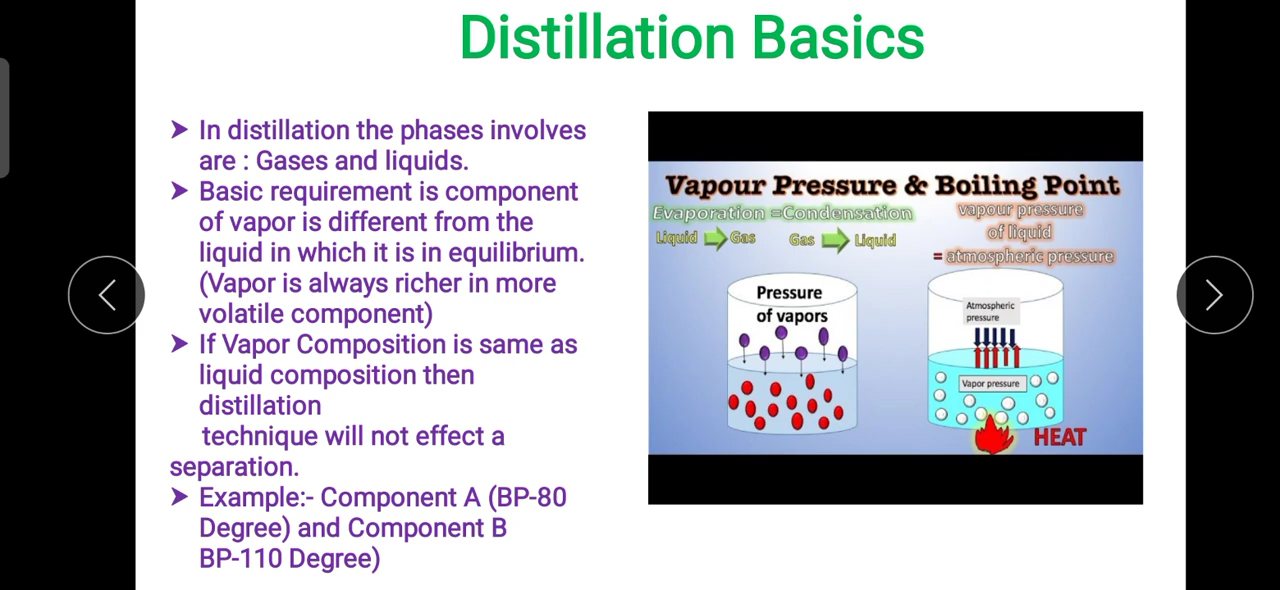 Distillation Basics
➤ In distillation the phases involves
are : Gases and liquids.
➤ Basic requirement is component
of vapor is different from the
liquid in which it is in equilibrium.
(Vapor is always richer in more
volatile component)
➤ If Vapor Composition is same as
liquid composition then
distillation
technique will not effect a
separation.
➤ Example:- Component A (BP-80
Degree) and Component B
BP-110 Degree)
Vapour Pressure & Boiling Point
Evaporation =Condensation
Liquid Gas Gas Liquid
vapour pressure
of liquid
= atmospheric pressure
Pressure
of vapors
Atmospheric
pressure
Vapor pressure
HEAT